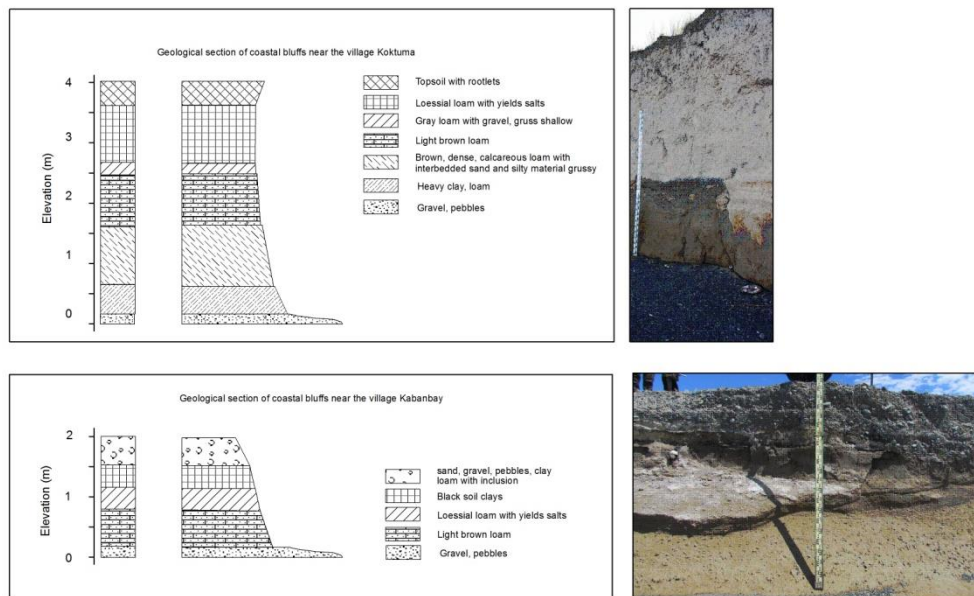 Geological section of coastal bluffs near the village Koktuma
Elevation (m)
4
3
2
1
0
Topsoil with rootlets
Loessial loam with yields salts
Gray loam with gravel, gruss shallow
Light brown loam
Brown, dense, calcareous loam with
interbedded sand and silty material grussy
Heavy clay, loam
Gravel, pebbles
Geological section of coastal bluffs near the village Kabanbay
Elevation (m)
2
1
0
sand, gravel, pebbles, clay
loam with inclusion
Black soil clays
Loessial loam with yields salts
Light brown loam
Gravel, pebbles